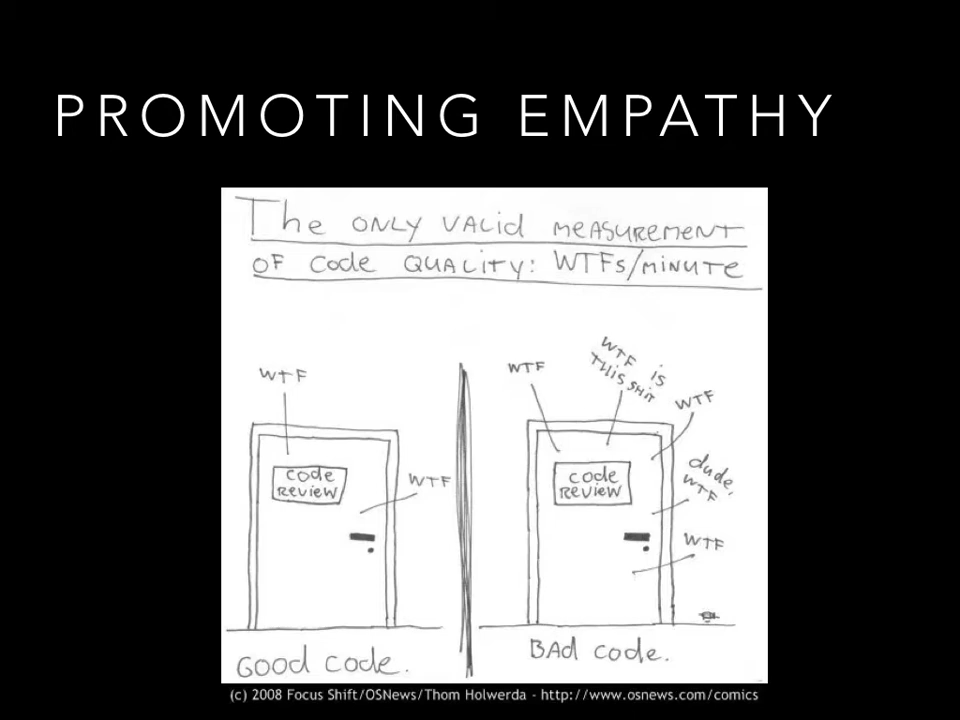 PROMOTING EMPATHY
The ONLY VALid MEASUREMENT
OF Code QUALITY: WTFs/MINUTE
WTF
Code
REVIEW
WTF
GOOD Code.
WTF
WTF is
THiS SHiT
WTF
Code
REVIEW
dude,
WTF
WTF
BAd Code.
(c) 2008 Focus Shift/OSNews/Thom Holwerda - http://www.osnews.com/comics